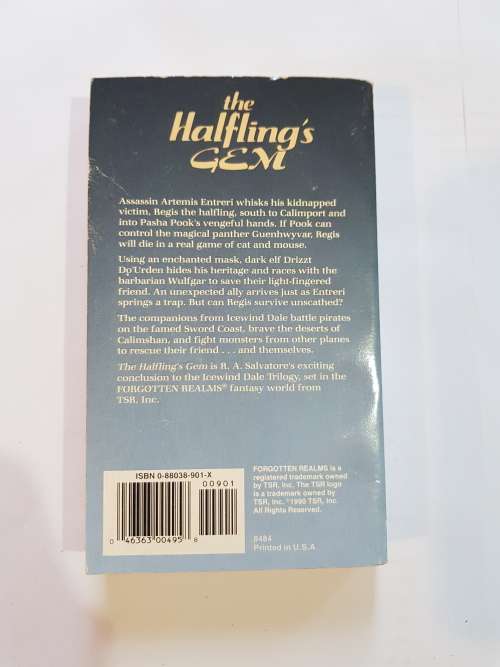 the
Halfling's
GEM
Assassin Artemis Entreri whisks his kidnapped
victim, Regis the halfling, south to Calimport and
into Pasha Pook's vengeful hands. If Pook can
control the magical panther Guenhwyvar, Regis
will die in a real game of cat and mouse.
Using an enchanted mask, dark elf Drizzt
Do'Urden hides his heritage and races with the
barbarian Wulfgar to save their light-fingered
friend. An unexpected ally arrives just as Entreri
springs a trap. But can Regis survive unscathed?
The companions from Icewind Dale battle pirates
on the famed Sword Coast, brave the deserts of
Calimshan, and fight monsters from other planes
to rescue their friend . . . and themselves.
The Halfling's Gem is R. A. Salvatore's exciting
conclusion to the Icewind Dale Trilogy, set in the
FORGOTTEN REALMS® fantasy world from
TSR, Inc.
ISBN 0-88038-901-X
00901
0 46363 00495 8
FORGOTTEN REALMS is a
registered trademark owned
by TSR, Inc. The TSR logo
is a trademark owned by
TSR, Inc. ©1990 TSR, Inc.
All Rights Reserved.
8484
Printed in U.S.A